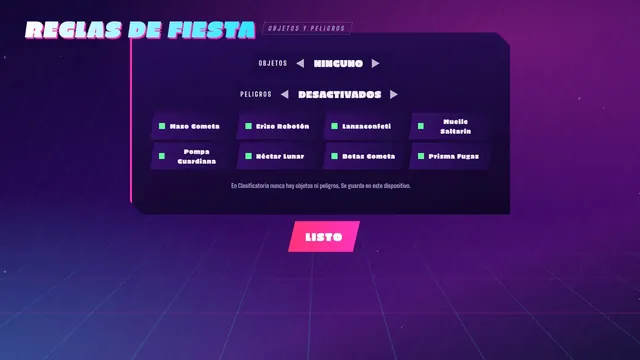 REGLAS DE FIESTA
OBJETOS Y PELIGROS
OBJETOS NINGUNO
PELIGROS DESACTIVADOS
Mazo Cometa
Erizo Rebotón
Lanzaconfeti
Muelle
Saltarín
Pompa
Guardiana
Néctar Lunar
Botas Cometa
Prisma Fugaz
En Clasificatoria nunca hay objetos ni peligros. Se guarda en este dispositivo.
LISTO